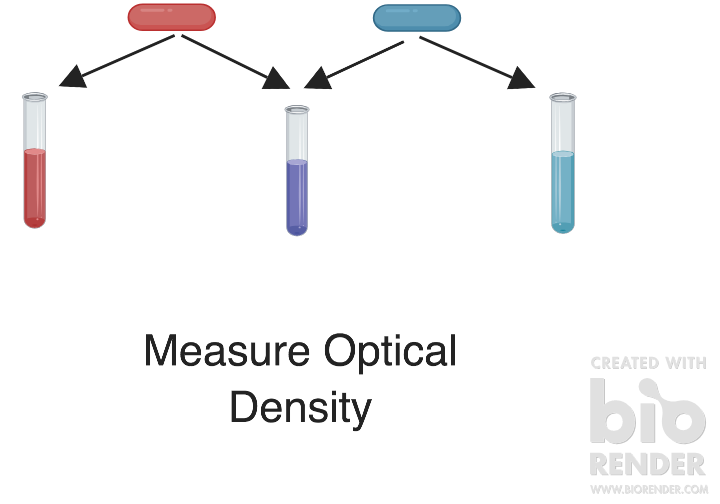 Measure Optical
Density
CREATED WITH
bio
RENDER
WWW.BIORENDER.COM